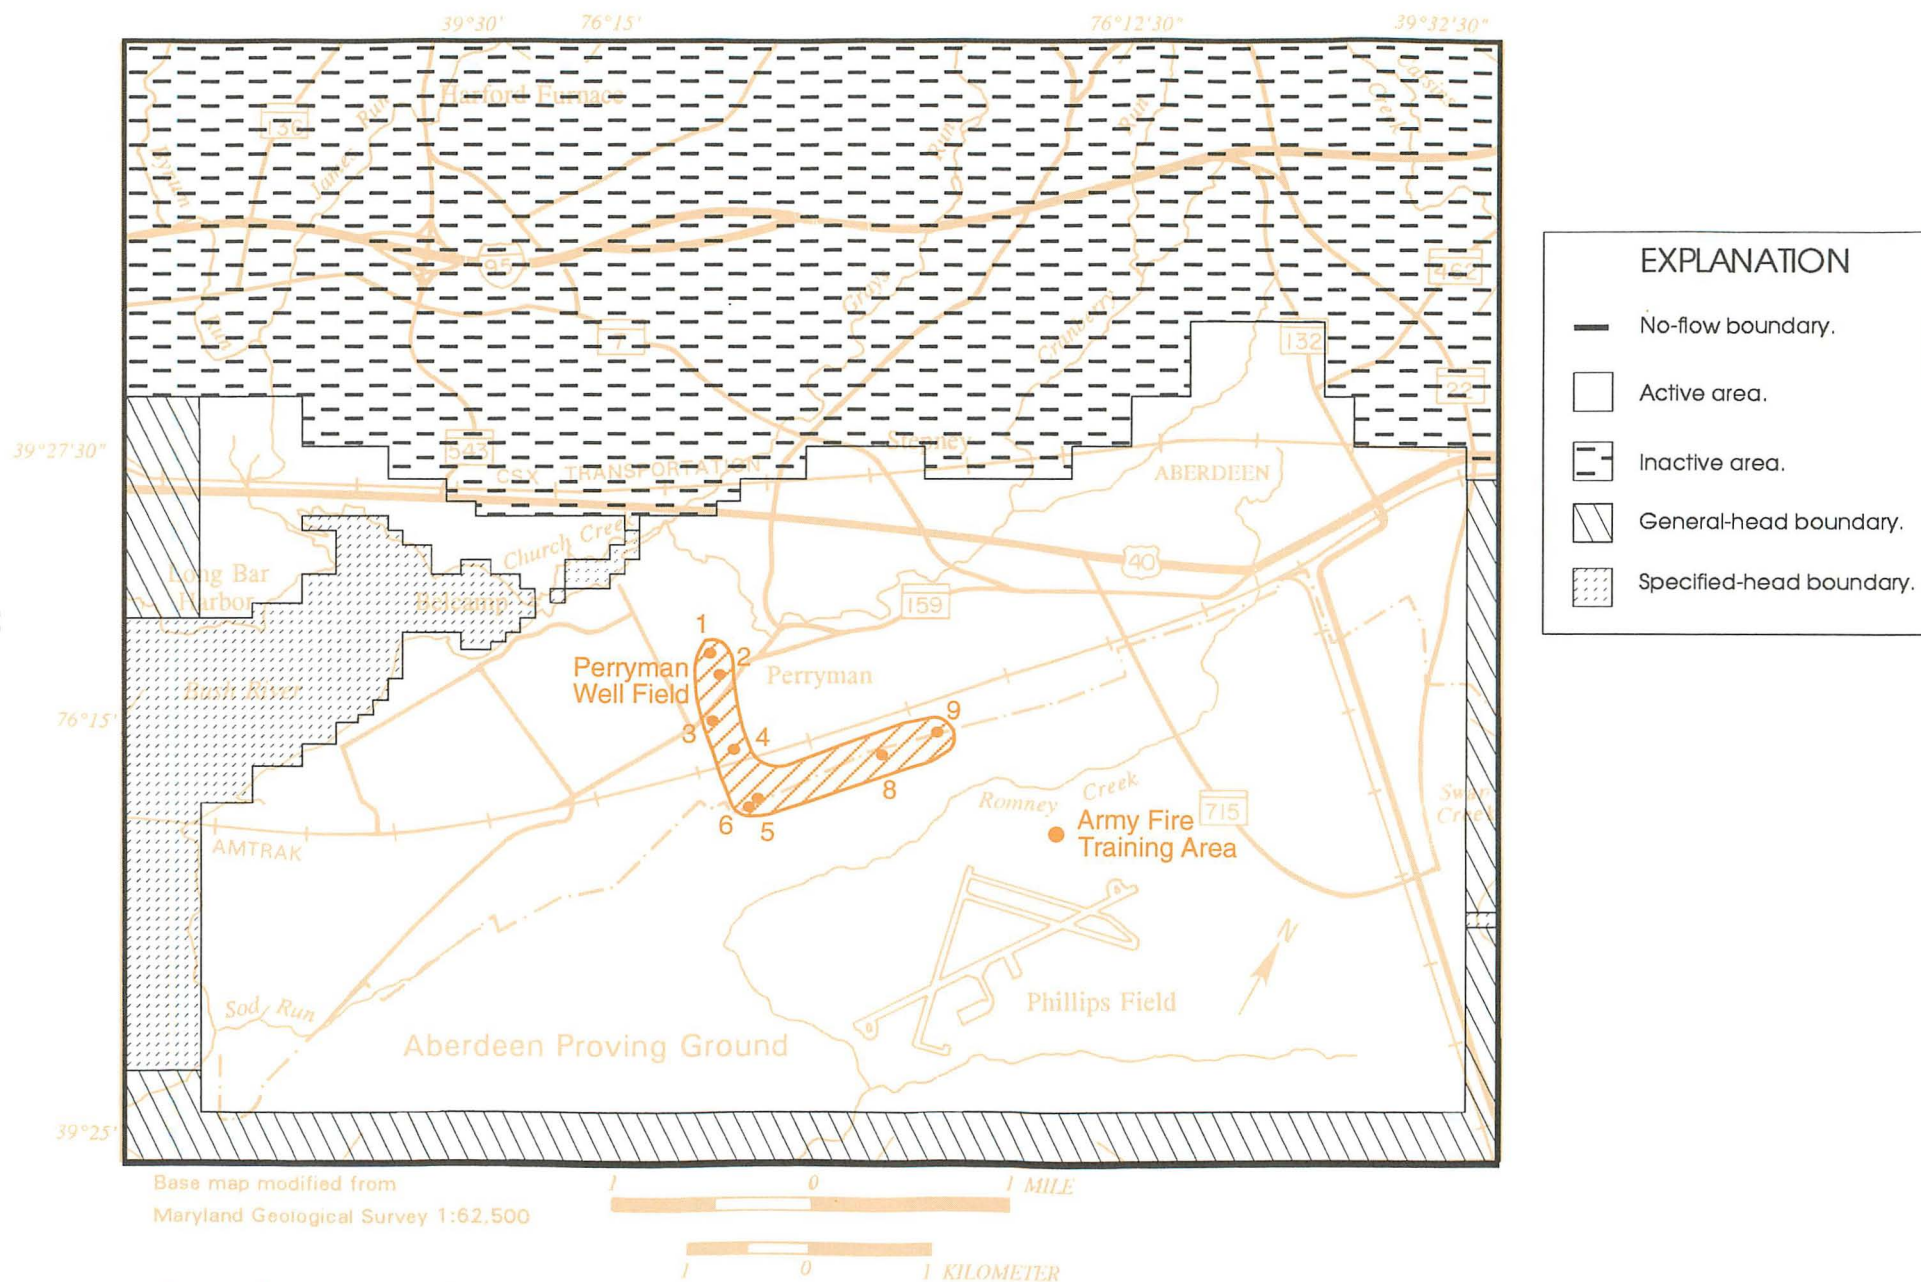 39°30'
76°15'
76°12'30"
39°32'30"
Harford Furnace
136
James Run
Bynum
Run
Grays
Run
Cranberry
Run
Carsins
Creek
95
7
462
132
22
543
39°27'30"
Stepney
CSX TRANSPORTATION
ABERDEEN
Church Creek
40
Long Bar
Harbor
Belcamp
159
1
2
Perryman
Well Field
Perryman
Bush River
76°15'
3
4
9
8
6
5
Romney Creek
715
Swan
Creek
Army Fire
Training Area
AMTRAK
N
Sod Run
Phillips Field
Aberdeen Proving Ground
39°25'
Base map modified from
Maryland Geological Survey 1:62,500
1 0 1 MILE
1 0 1 KILOMETER
EXPLANATION
No-flow boundary.
Active area.
Inactive area.
General-head boundary.
Specified-head boundary.